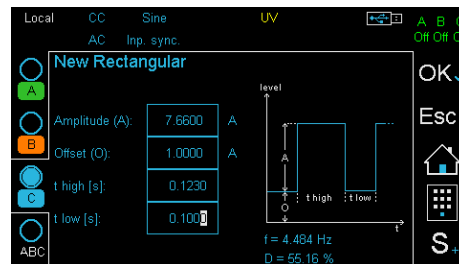 Local CC Sine UV A B
AC Inp. sync. Off Off
New Rectangular
OK
level
A
Amplitude (A): 7.6600 A
Esc
B
Offset (O): 1.0000 A
A
t high [s]: 0.1230
C
O
t high t low
t low [s]: 0.1000
t
f = 4.484 Hz
S+
ABC
D = 55.16 %